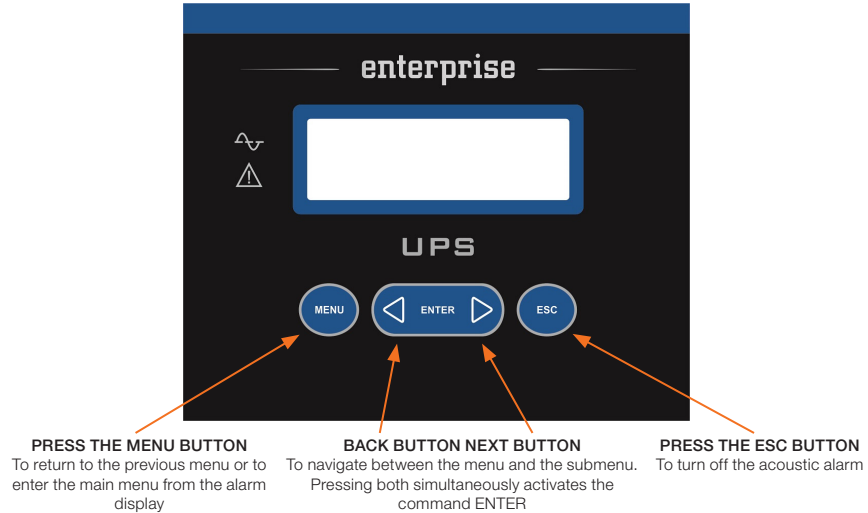 enterprise
UPS
MENU
ENTER
ESC
PRESS THE MENU BUTTON
To return to the previous menu or to
enter the main menu from the alarm
display
BACK BUTTON NEXT BUTTON
To navigate between the menu and the submenu.
Pressing both simultaneously activates the
command ENTER
PRESS THE ESC BUTTON
To turn off the acoustic alarm